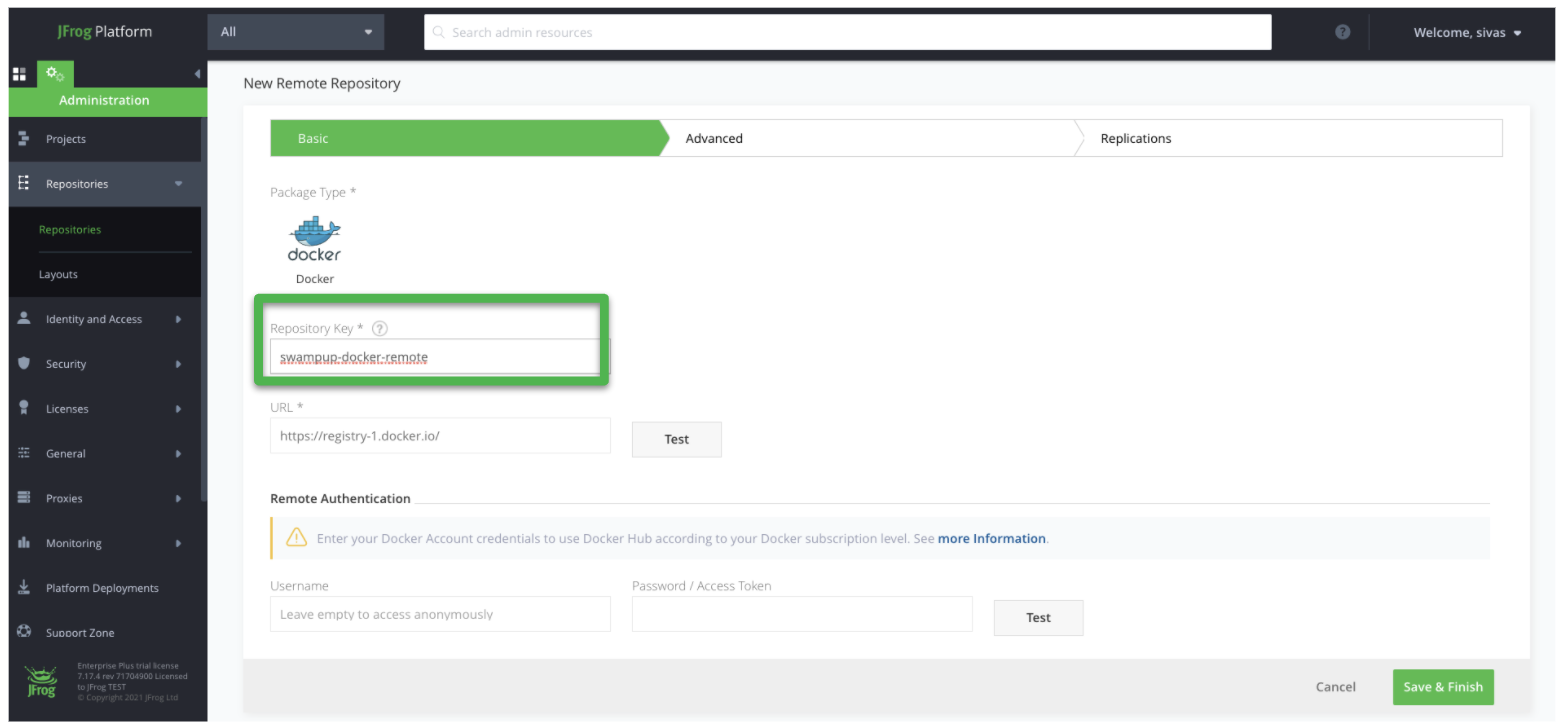 JFrog Platform
All
Search admin resources
Welcome, sivas
Administration
Projects
Repositories
Repositories
Layouts
Identity and Access
Security
Licenses
General
Proxies
Monitoring
Platform Deployments
Support Zone
JFrog
Enterprise Plus trial license
7.17.4 rev 71704900 Licensed
to JFrog TEST
© Copyright 2021 JFrog Ltd
New Remote Repository
Basic
Advanced
Replications
Package Type *
docker
Docker
Repository Key * ?
swampup-docker-remote
URL *
https://registry-1.docker.io/
Test
Remote Authentication
Enter your Docker Account credentials to use Docker Hub according to your Docker subscription level. See more Information.
Username
Password / Access Token
Leave empty to access anonymously
Test
Cancel
Save & Finish